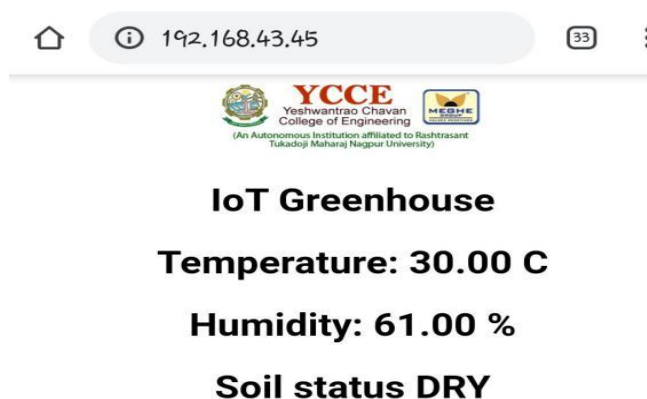 192.168.43.45
33
YCCE
Yeshwantrao Chavan
College of Engineering
MEGHE
GROUP
(An Autonomous Institution affiliated to Rashtrasant
Tukadoji Maharaj Nagpur University)
IoT Greenhouse
Temperature: 30.00 C
Humidity: 61.00 %
Soil status DRY